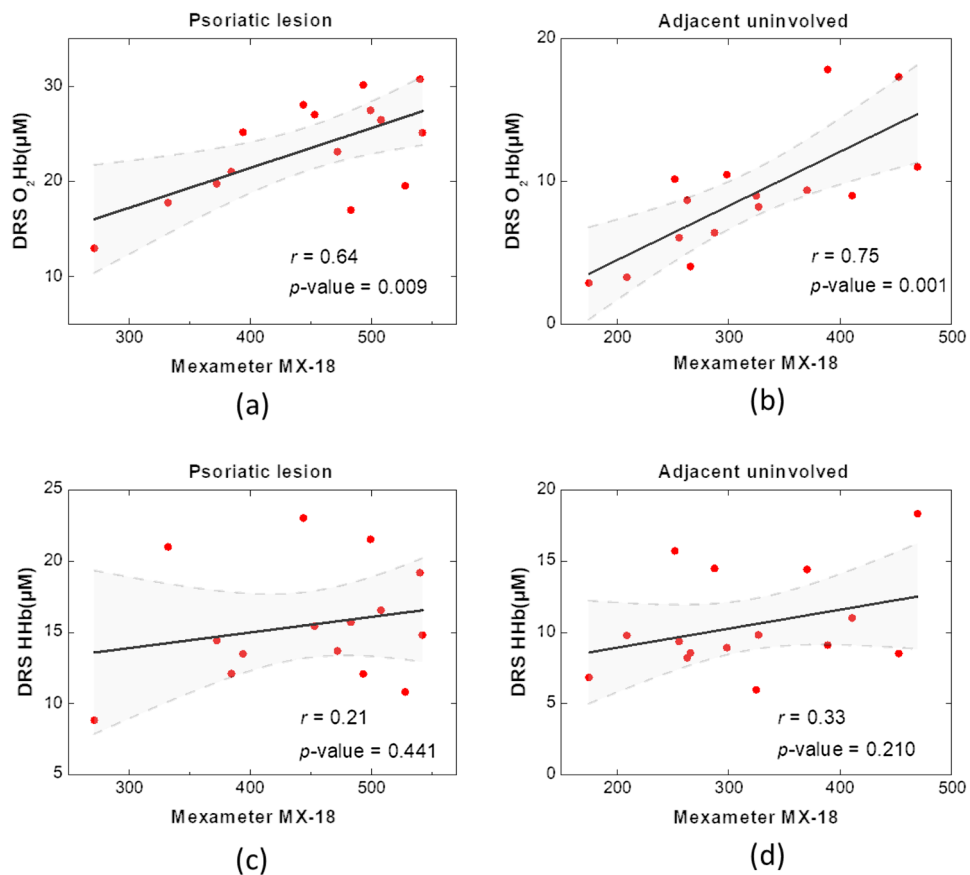 Psoriatic lesion
DRS O₂Hb(μM)
30
20
10
r = 0.64
p-value = 0.009
300 400 500
Mexameter MX-18
(a)
Adjacent uninvolved
DRS O₂Hb(μM)
20
10
0
r = 0.75
p-value = 0.001
200 300 400 500
Mexameter MX-18
(b)
Psoriatic lesion
DRS HHb(μM)
25
20
15
10
5
r = 0.21
p-value = 0.441
300 400 500
Mexameter MX-18
(c)
Adjacent uninvolved
DRS HHb(μM)
20
15
10
5
0
r = 0.33
p-value = 0.210
200 300 400 500
Mexameter MX-18
(d)